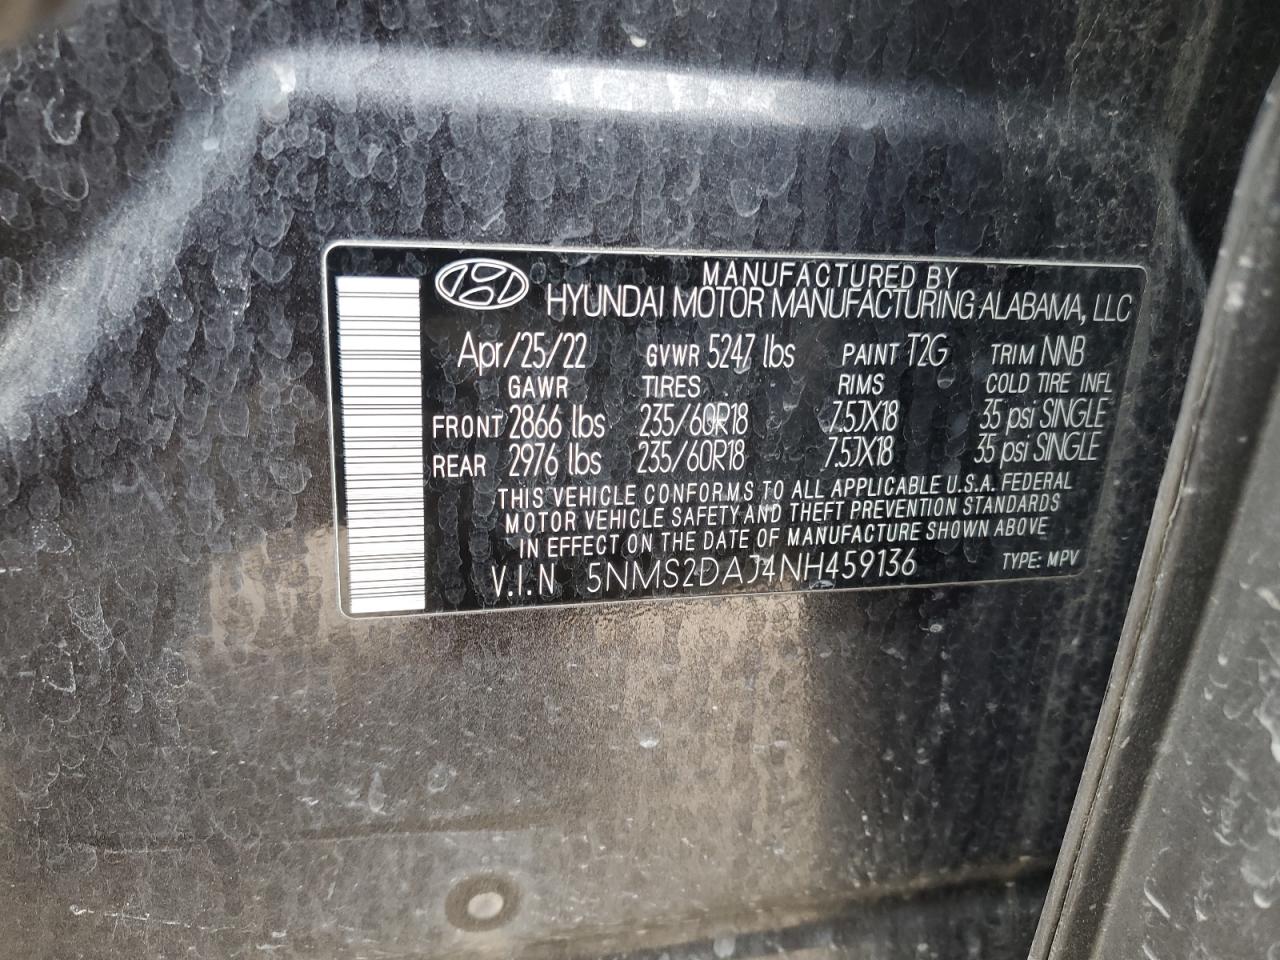 MANUFACTURED BY
HYUNDAI MOTOR MANUFACTURING ALABAMA, LLC
Apr/25/22 GVWR 5247 lbs PAINT T2G TRIM NNB
GAWR TIRES RIMS COLD TIRE INFL
FRONT 2866 lbs 235/60R18 7.5JX18 35 psi SINGLE
REAR 2976 lbs 235/60R18 7.5JX18 35 psi SINGLE
THIS VEHICLE CONFORMS TO ALL APPLICABLE U.S.A. FEDERAL
MOTOR VEHICLE SAFETY AND THEFT PREVENTION STANDARDS
IN EFFECT ON THE DATE OF MANUFACTURE SHOWN ABOVE
V.I.N 5NMS2DAJ4NH459136 TYPE: MPV